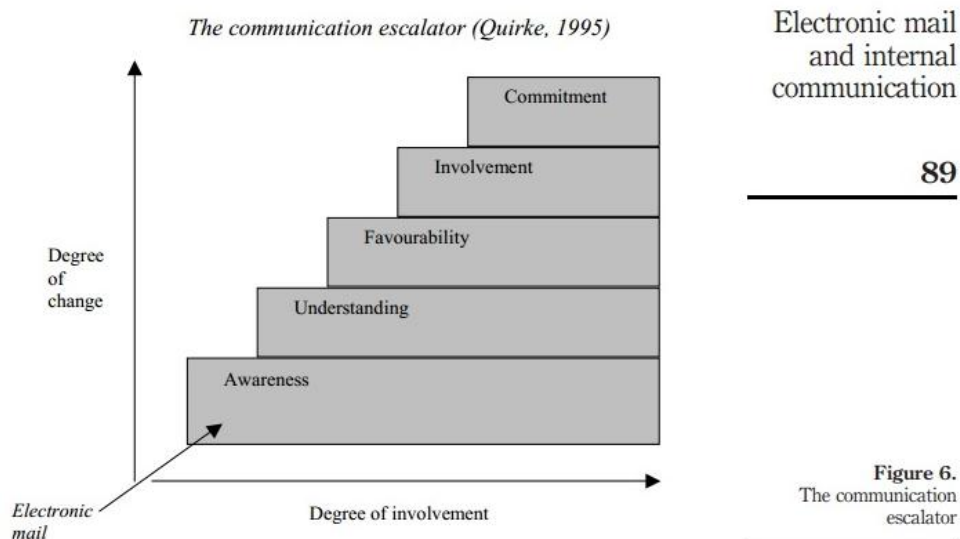 The communication escalator (Quirke, 1995)
Electronic mail
and internal
communication
89
Commitment
Involvement
Favourability
Understanding
Awareness
Degree
of
change
Electronic
mail
Degree of involvement
Figure 6.
The communication
escalator